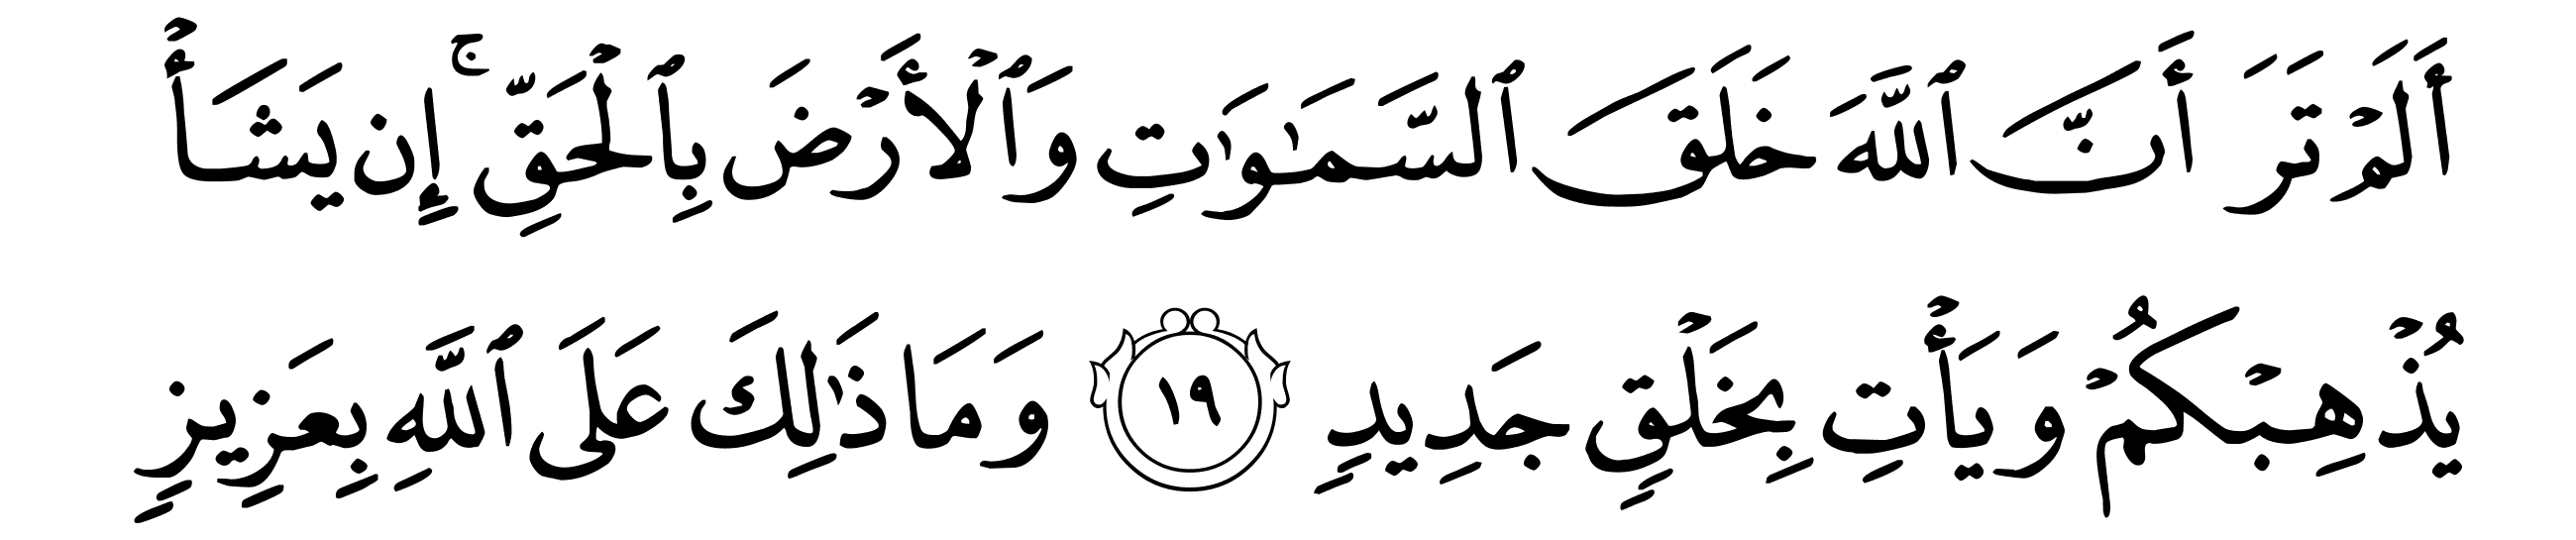 أَلَمْ تَرَ أَنَّ ٱللَّهَ خَلَقَ ٱلسَّمَٰوَٰتِ وَٱلْأَرْضَ بِٱلْحَقِّ ۚ إِن يَشَأْ
يُذْهِبْكُمْ وَيَأْتِ بِخَلْقٍ جَدِيدٍ ١٩ وَمَا ذَٰلِكَ عَلَى ٱللَّهِ بِعَزِيزٍ